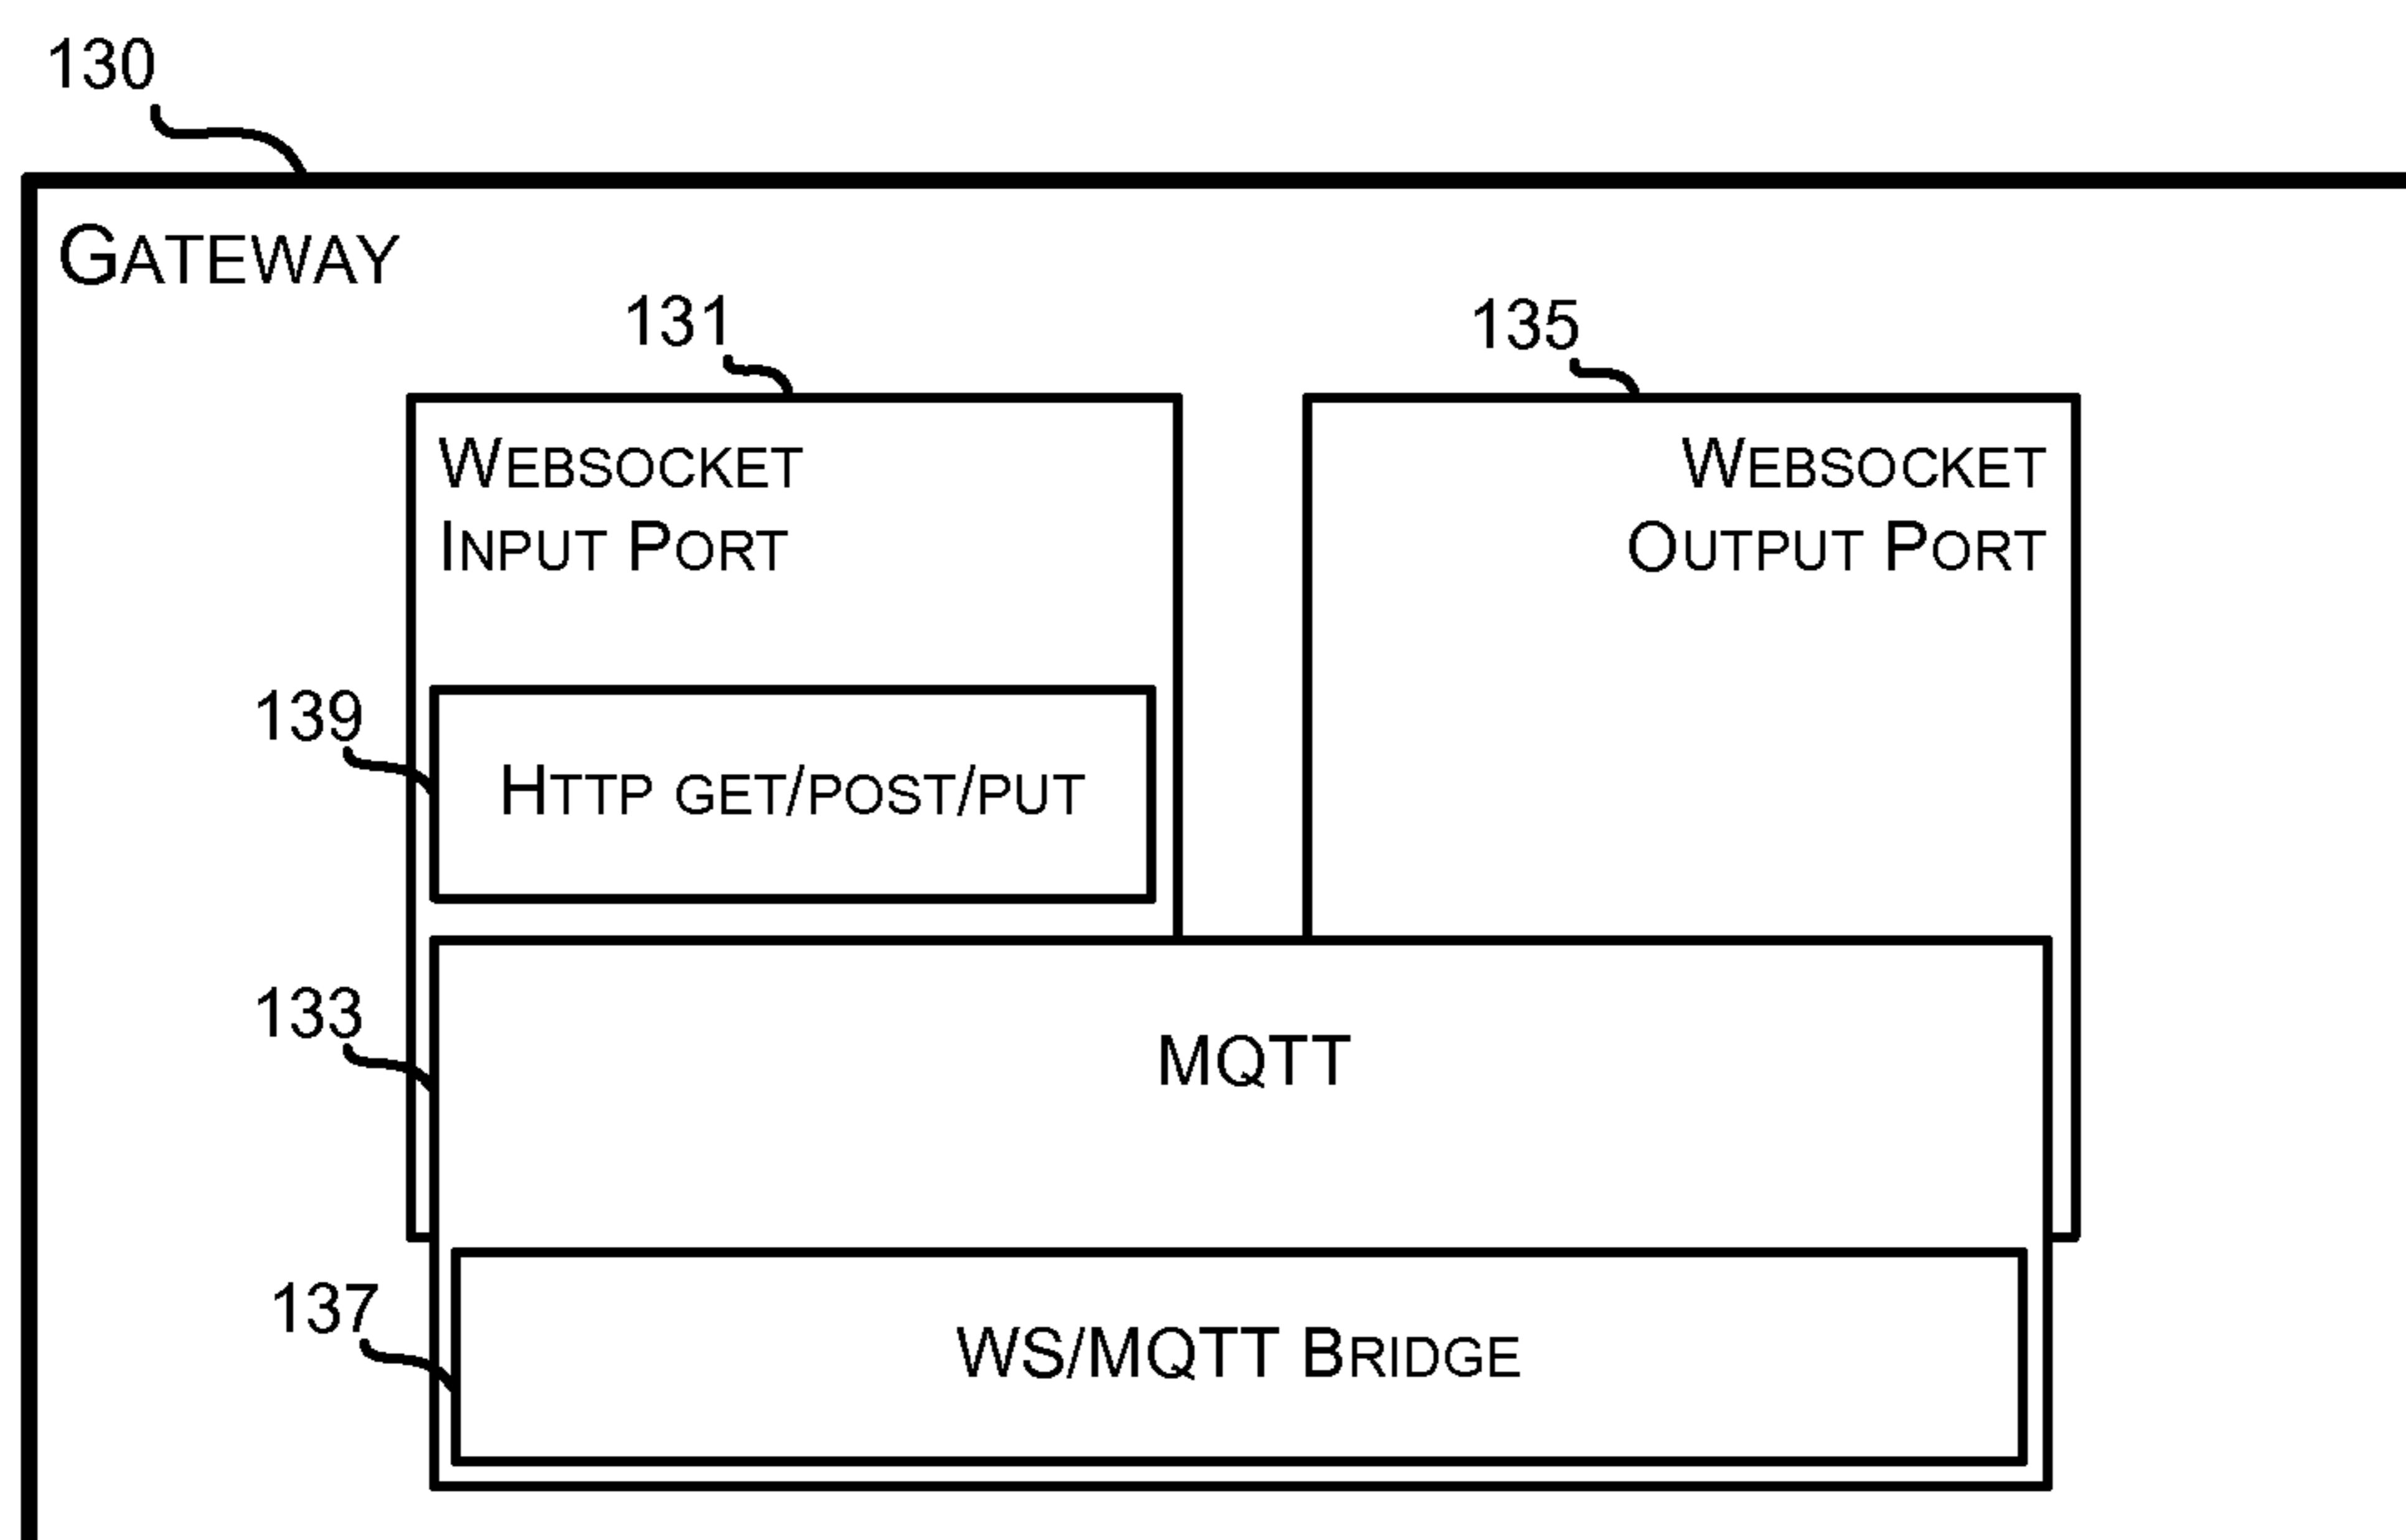 130
GATEWAY
131
135
WEBSOCKET
INPUT PORT
WEBSOCKET
OUTPUT PORT
139
HTTP GET/POST/PUT
133
MQTT
137
WS/MQTT BRIDGE